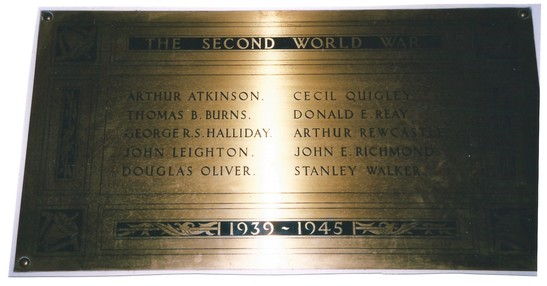 THE SECOND WORLD WAR
ARTHUR ATKINSON. CECIL QUIGLEY.
THOMAS B. BURNS. DONALD E. REAY.
GEORGE R.S. HALLIDAY. ARTHUR REWCASTLE
JOHN LEIGHTON. JOHN E. RICHMOND.
DOUGLAS OLIVER. STANLEY WALKER.
1939 ~ 1945